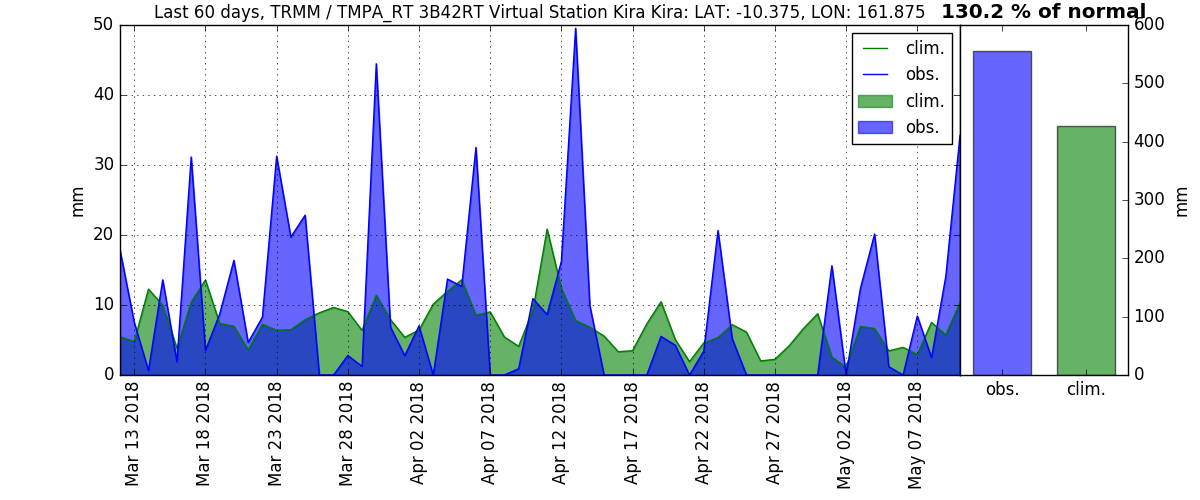 Last 60 days, TRMM / TMPA_RT 3B42RT Virtual Station Kira Kira: LAT: -10.375, LON: 161.875 130.2 % of normal
50
40
30
20
10
0
mm
clim.
obs.
clim.
obs.
600
500
400
300
200
100
0
mm
obs. clim.
Mar 13 2018
Mar 18 2018
Mar 23 2018
Mar 28 2018
Apr 02 2018
Apr 07 2018
Apr 12 2018
Apr 17 2018
Apr 22 2018
Apr 27 2018
May 02 2018
May 07 2018